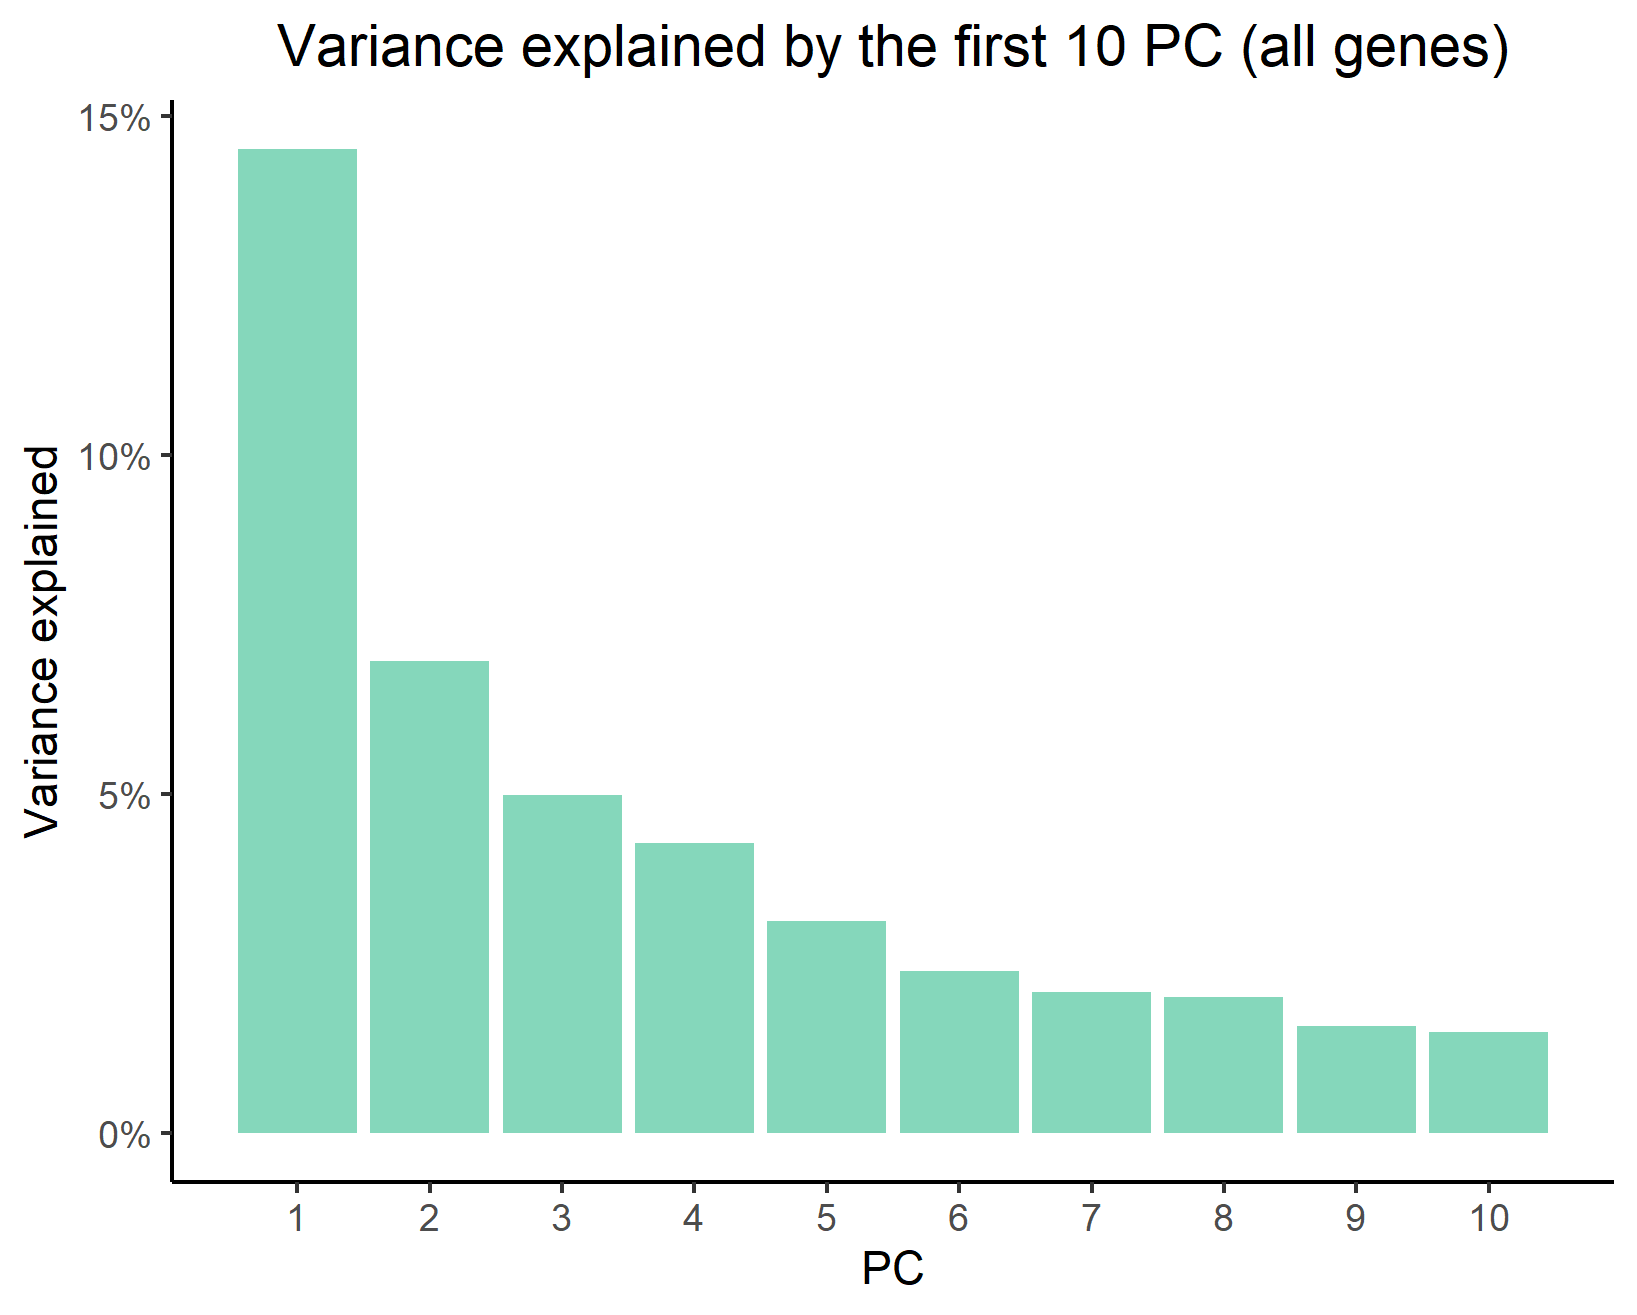 Variance explained by the first 10 PC (all genes)
15%
10%
5%
0%
Variance explained
1 2 3 4 5 6 7 8 9 10
PC